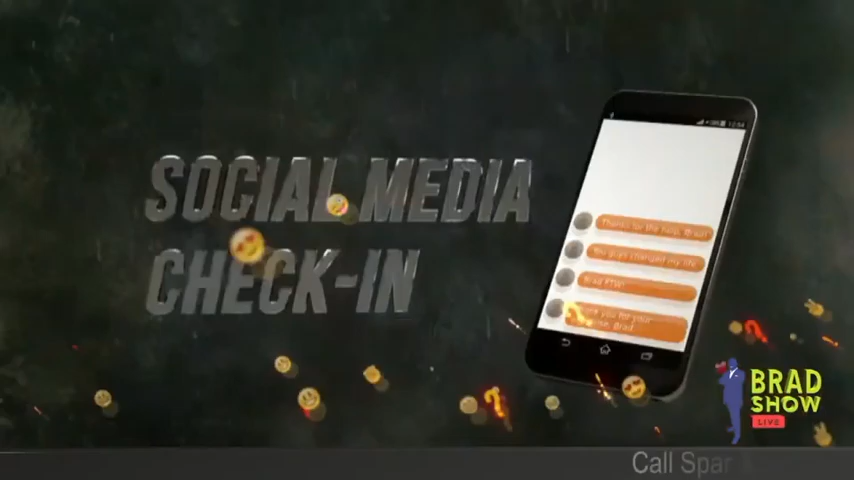 SOCIAL MEDIA
CHECK-IN
Thanks for the help, Brad!
You guys changed my life
Brad FTW!
you for your
Brad
BRAD
SHOW
LIVE
Call Spar